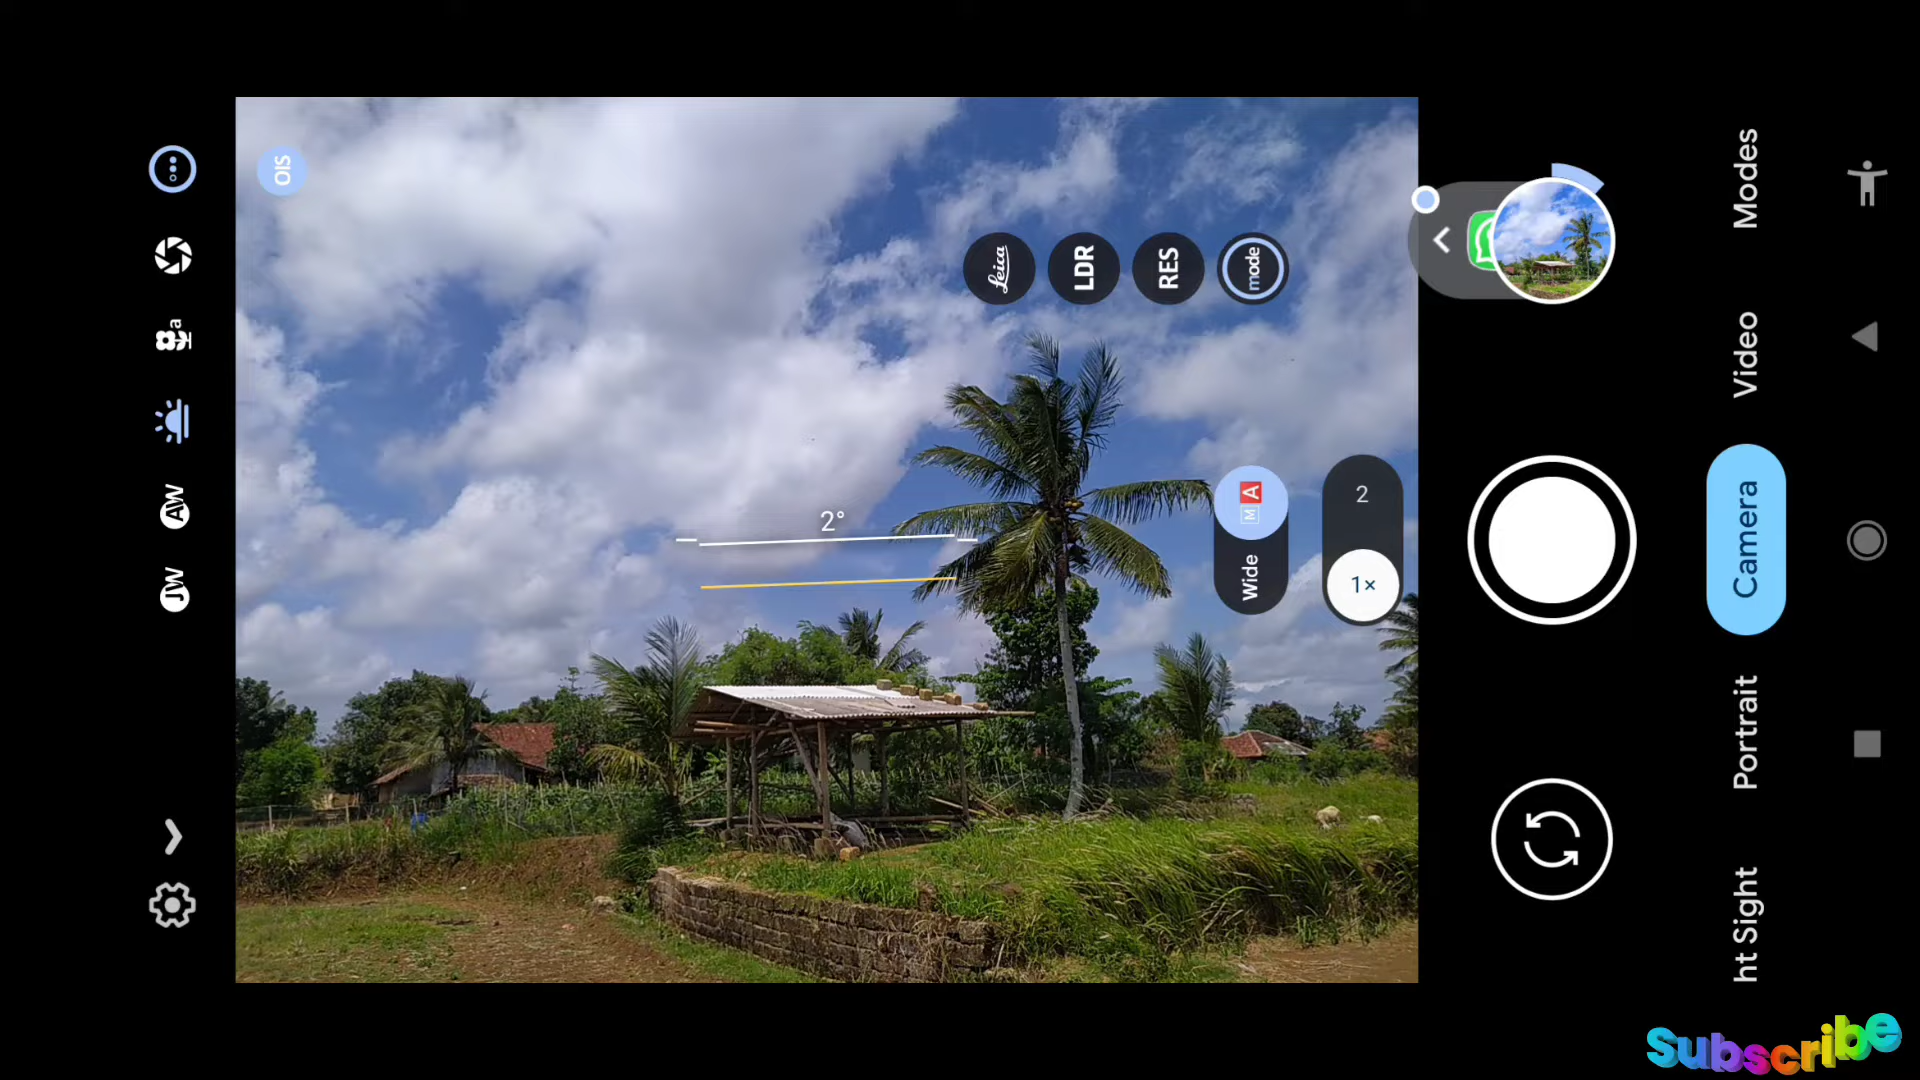 OIS
a
AW
JW
Leica
LDR
RES
mode
2°
M A
Wide
2
1×
Modes
Video
Camera
Portrait
ht Sight
Subscribe